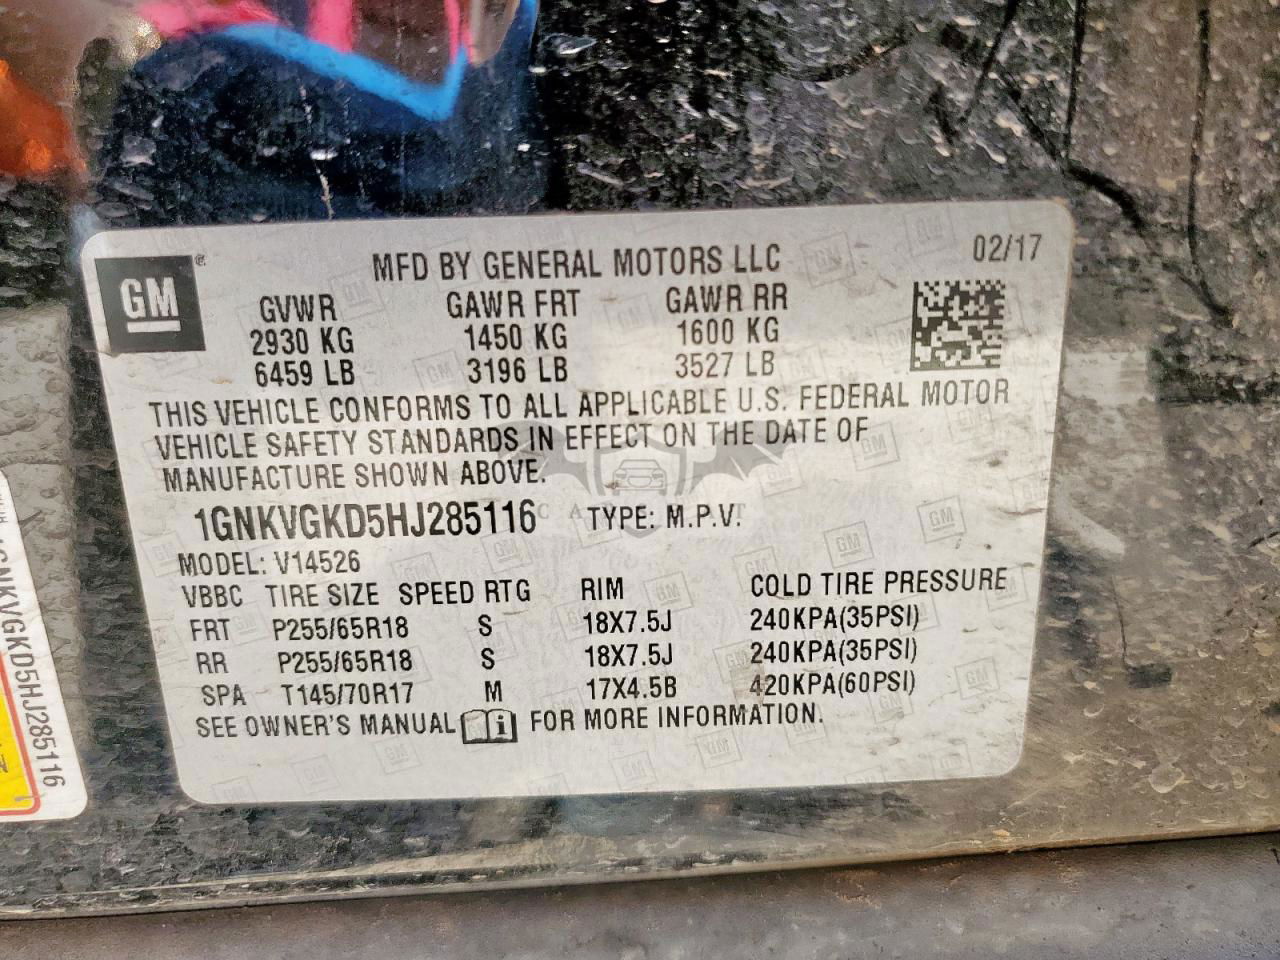 GM
MFD BY GENERAL MOTORS LLC
02/17
GVWR GAWR FRT GAWR RR
2930 KG 1450 KG 1600 KG
6459 LB 3196 LB 3527 LB
THIS VEHICLE CONFORMS TO ALL APPLICABLE U.S. FEDERAL MOTOR
VEHICLE SAFETY STANDARDS IN EFFECT ON THE DATE OF
MANUFACTURE SHOWN ABOVE.
1GNKVGKD5HJ285116 TYPE: M.P.V.
MODEL: V14526
VBBC TIRE SIZE SPEED RTG RIM COLD TIRE PRESSURE
FRT P255/65R18 S 18X7.5J 240KPA(35PSI)
RR P255/65R18 S 18X7.5J 240KPA(35PSI)
SPA T145/70R17 M 17X4.5B 420KPA(60PSI)
SEE OWNER'S MANUAL i FOR MORE INFORMATION.
1GNKVGKD5HJ285116